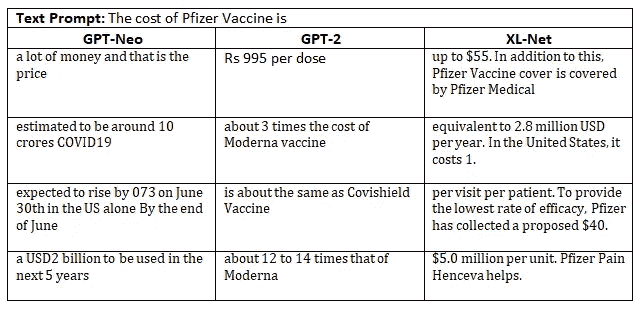 Text Prompt: The cost of Pfizer Vaccine is
GPT-Neo GPT-2 XL-Net
a lot of money and that is the
price
Rs 995 per dose
up to $55. In addition to this,
Pfizer Vaccine cover is covered
by Pfizer Medical
estimated to be around 10
crores COVID19
about 3 times the cost of
Moderna vaccine
equivalent to 2.8 million USD
per year. In the United States, it
costs 1.
expected to rise by 073 on June
30th in the US alone By the end
of June
is about the same as Covishield
Vaccine
per visit per patient. To provide
the lowest rate of efficacy, Pfizer
has collected a proposed $40.
a USD2 billion to be used in the
next 5 years
about 12 to 14 times that of
Moderna
$5.0 million per unit. Pfizer Pain
Henceva helps.